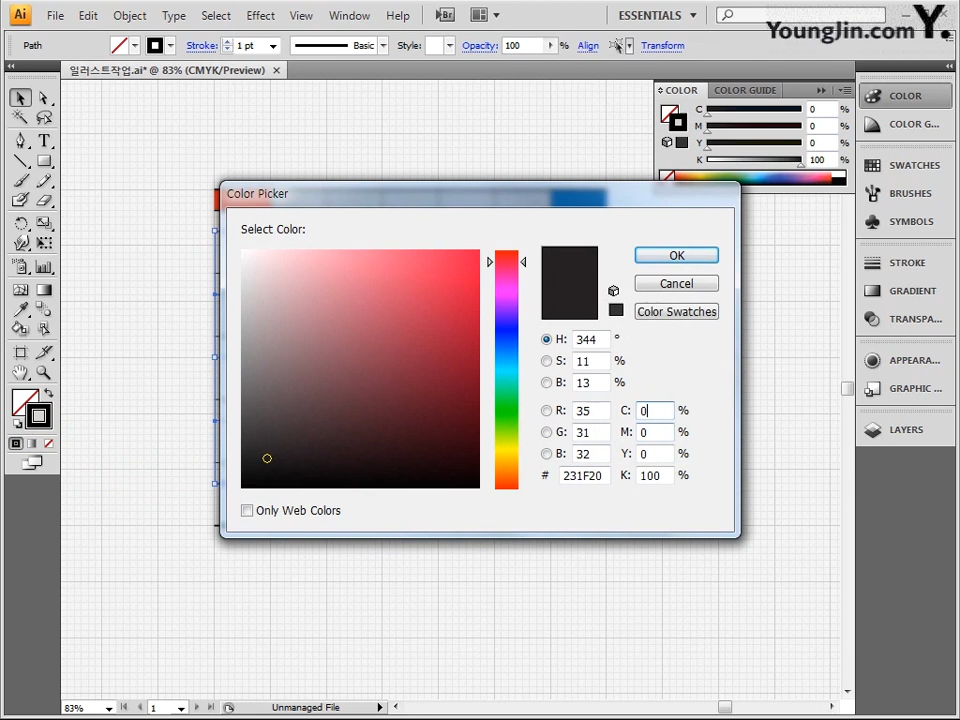 Ai File Edit Object Type Select Effect View Window Help Br ESSENTIALS
YoungJin.com Y.
Path Stroke: 1 pt Basic Style: Opacity: 100 % Align Transform
일러스트작업.ai* @ 83% (CMYK/Preview) ×
COLOR COLOR GUIDE
C 0 %
M 0 %
Y 0 %
K 100 %
COLOR
COLOR G...
SWATCHES
BRUSHES
SYMBOLS
STROKE
GRADIENT
TRANSPA...
APPEARA...
GRAPHIC ...
LAYERS
T
Color Picker
Select Color:
OK
Cancel
Color Swatches
H: 344 °
S: 11 %
B: 13 %
R: 35 C: 0 %
G: 31 M: 0 %
B: 32 Y: 0 %
# 231F20 K: 100 %
Only Web Colors
83% 1 Unmanaged File